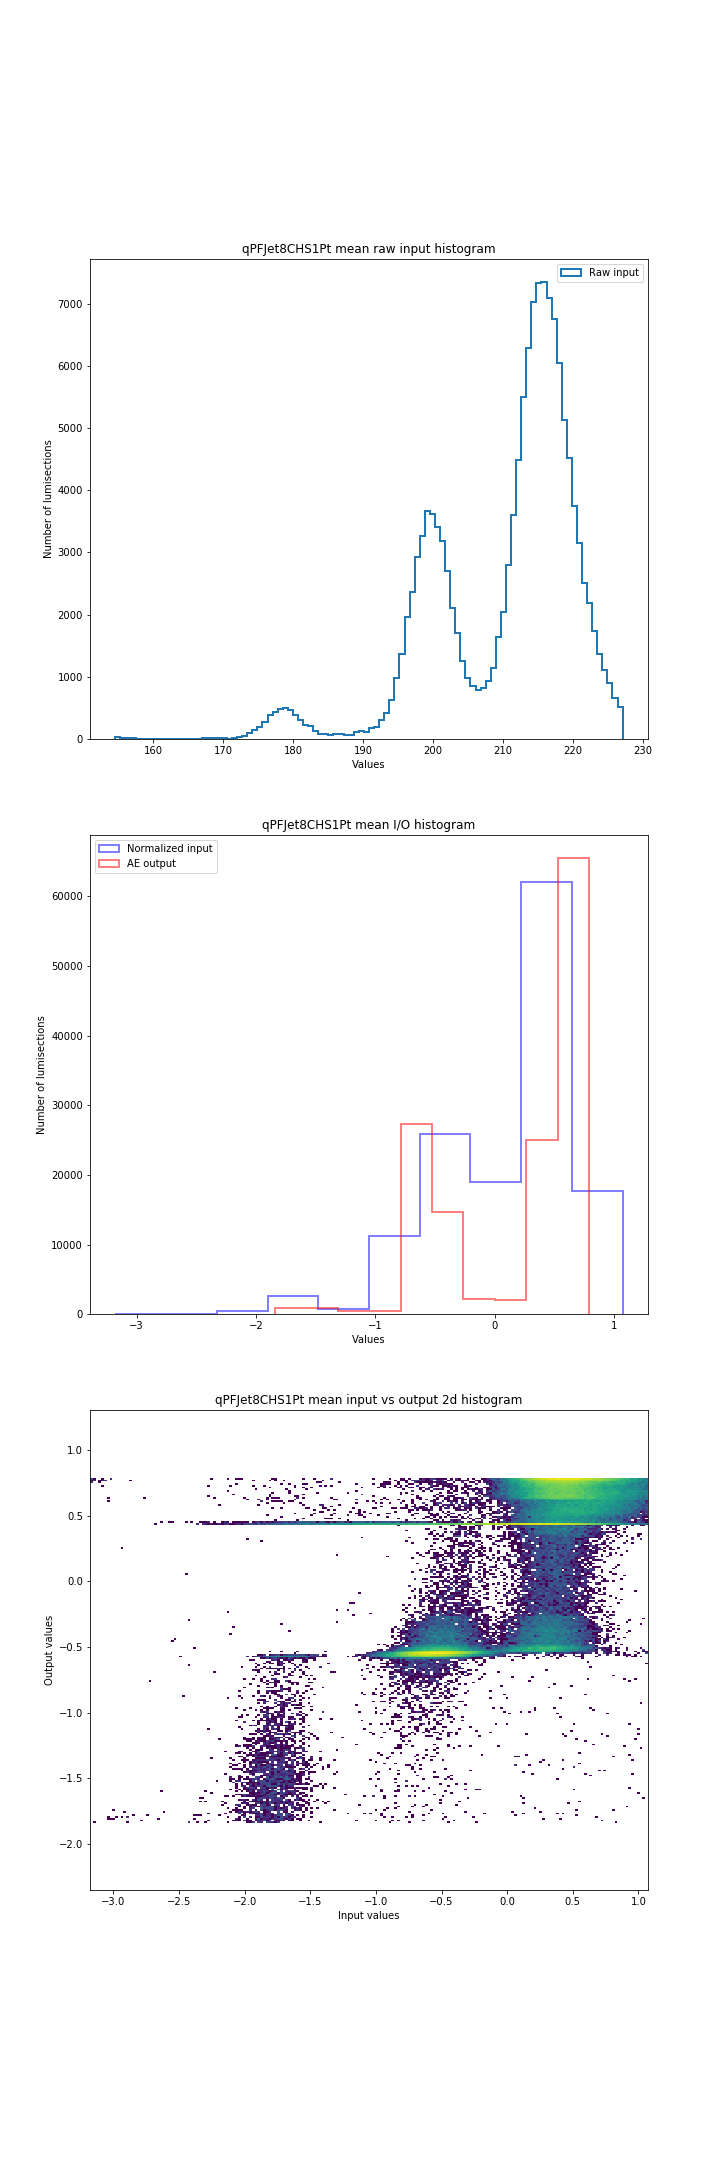 qPFJet8CHS1Pt mean raw input histogram
Raw input
7000
6000
5000
4000
3000
2000
1000
0
Number of lumisections
160 170 180 190 200 210 220 230
Values
qPFJet8CHS1Pt mean I/O histogram
Normalized input
AE output
60000
50000
40000
30000
20000
10000
0
Number of lumisections
−3 −2 −1 0 1
Values
qPFJet8CHS1Pt mean input vs output 2d histogram
1.0
0.5
0.0
−0.5
−1.0
−1.5
−2.0
Output values
−3.0 −2.5 −2.0 −1.5 −1.0 −0.5 0.0 0.5 1.0
Input values